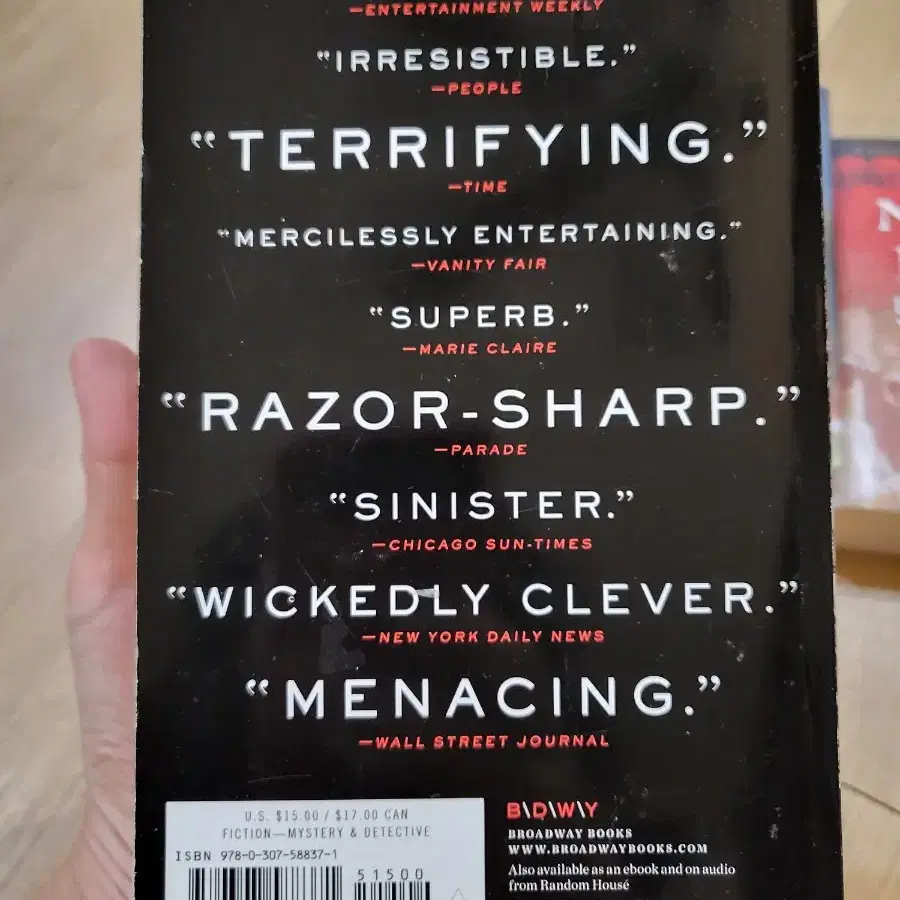 —ENTERTAINMENT WEEKLY
“IRRESISTIBLE.”
—PEOPLE
“TERRIFYING.”
—TIME
“MERCILESSLY ENTERTAINING.”
—VANITY FAIR
“SUPERB.”
—MARIE CLAIRE
“RAZOR-SHARP.”
—PARADE
“SINISTER.”
—CHICAGO SUN-TIMES
“WICKEDLY CLEVER.”
—NEW YORK DAILY NEWS
“MENACING.”
—WALL STREET JOURNAL
U.S. $15.00 / $17.00 CAN
FICTION—MYSTERY & DETECTIVE
ISBN 978-0-307-58837-1
51500
B\D\W\Y
BROADWAY BOOKS
WWW.BROADWAYBOOKS.COM
Also available as an ebook and on audio
from Random House